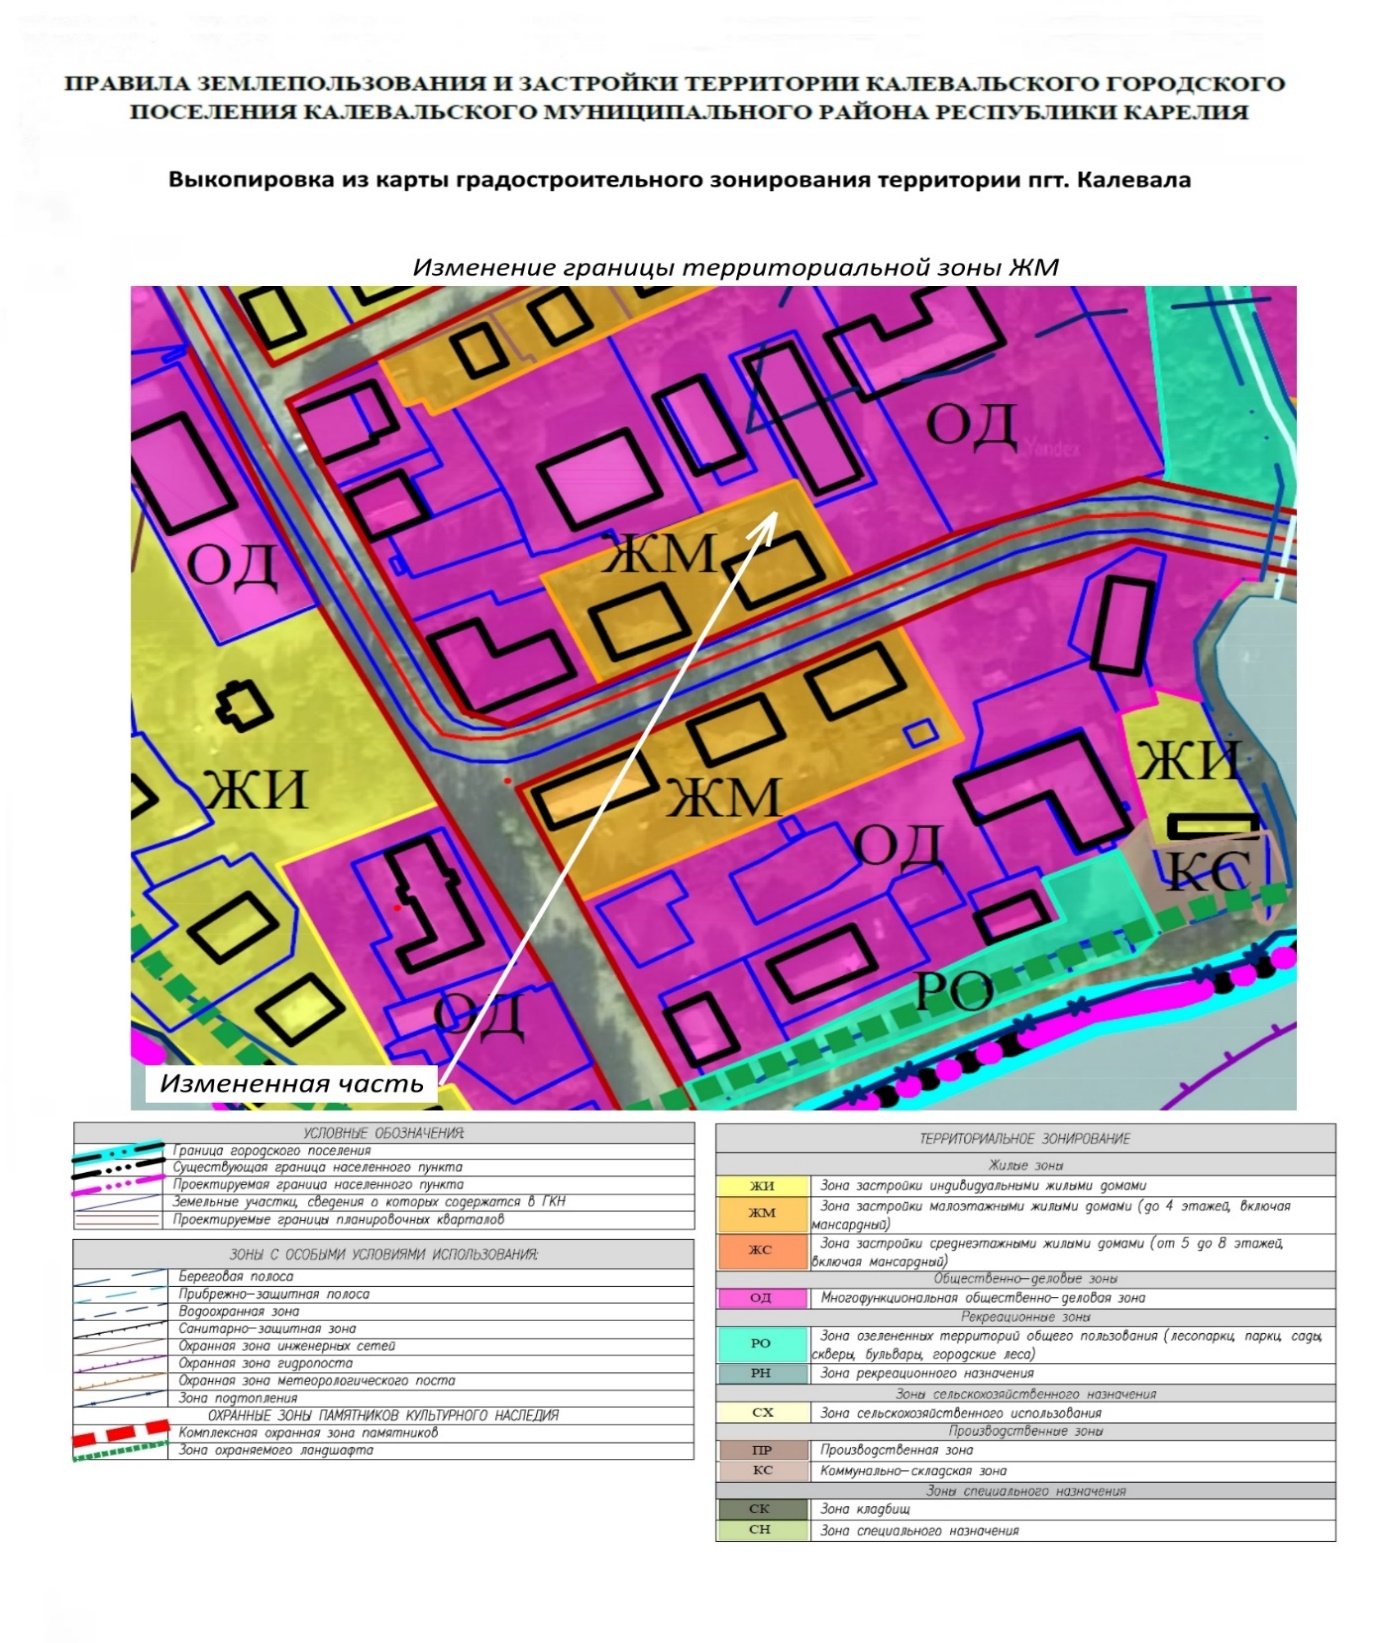 ПРАВИЛА ЗЕМЛЕПОЛЬЗОВАНИЯ И ЗАСТРОЙКИ ТЕРРИТОРИИ КАЛЕВАЛЬСКОГО ГОРОДСКОГО
ПОСЕЛЕНИЯ КАЛЕВАЛЬСКОГО МУНИЦИПАЛЬНОГО РАЙОНА РЕСПУБЛИКИ КАРЕЛИЯ
Выкопировка из карты градостроительного зонирования территории пгт. Калевала
Изменение границы территориальной зоны ЖМ
ОД
Yandex
ЖМ
ОД
ЖИ
ЖИ
ЖМ
ОД
КС
РО
ОД
Измененная часть
УСЛОВНЫЕ ОБОЗНАЧЕНИЯ:
Граница городского поселения
Существующая граница населенного пункта
Проектируемая граница населенного пункта
Земельные участки, сведения о которых содержатся в ГКН
Проектируемые границы планировочных кварталов
ЗОНЫ С ОСОБЫМИ УСЛОВИЯМИ ИСПОЛЬЗОВАНИЯ:
Береговая полоса
Прибрежно-защитная полоса
Водоохранная зона
Санитарно-защитная зона
Охранная зона инженерных сетей
Охранная зона гидропоста
Охранная зона метеорологического поста
Зона подтопления
ОХРАННЫЕ ЗОНЫ ПАМЯТНИКОВ КУЛЬТУРНОГО НАСЛЕДИЯ
Комплексная охранная зона памятников
Зона охраняемого ландшафта
ТЕРРИТОРИАЛЬНОЕ ЗОНИРОВАНИЕ
Жилые зоны
ЖИ Зона застройки индивидуальными жилыми домами
ЖМ Зона застройки малоэтажными жилыми домами (до 4 этажей, включая
мансардный)
ЖС Зона застройки среднеэтажными жилыми домами (от 5 до 8 этажей,
включая мансардный)
Общественно-деловые зоны
ОД Многофункциональная общественно-деловая зона
Рекреационные зоны
РО Зона озелененных территорий общего пользования (лесопарки, парки, сады,
скверы, бульвары, городские леса)
РН Зона рекреационного назначения
Зоны сельскохозяйственного назначения
СХ Зона сельскохозяйственного использования
Производственные зоны
ПР Производственная зона
КС Коммунально-складская зона
Зоны специального назначения
СК Зона кладбищ
СН Зона специального назначения